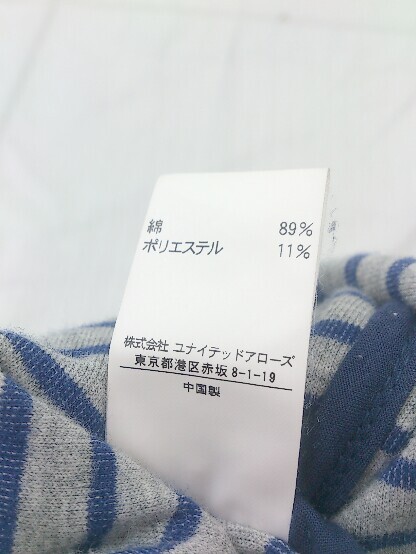 綿 89%
ポリエステル 11%
株式会社 ユナイテッドアローズ
東京都港区赤坂 8-1-19
中国製